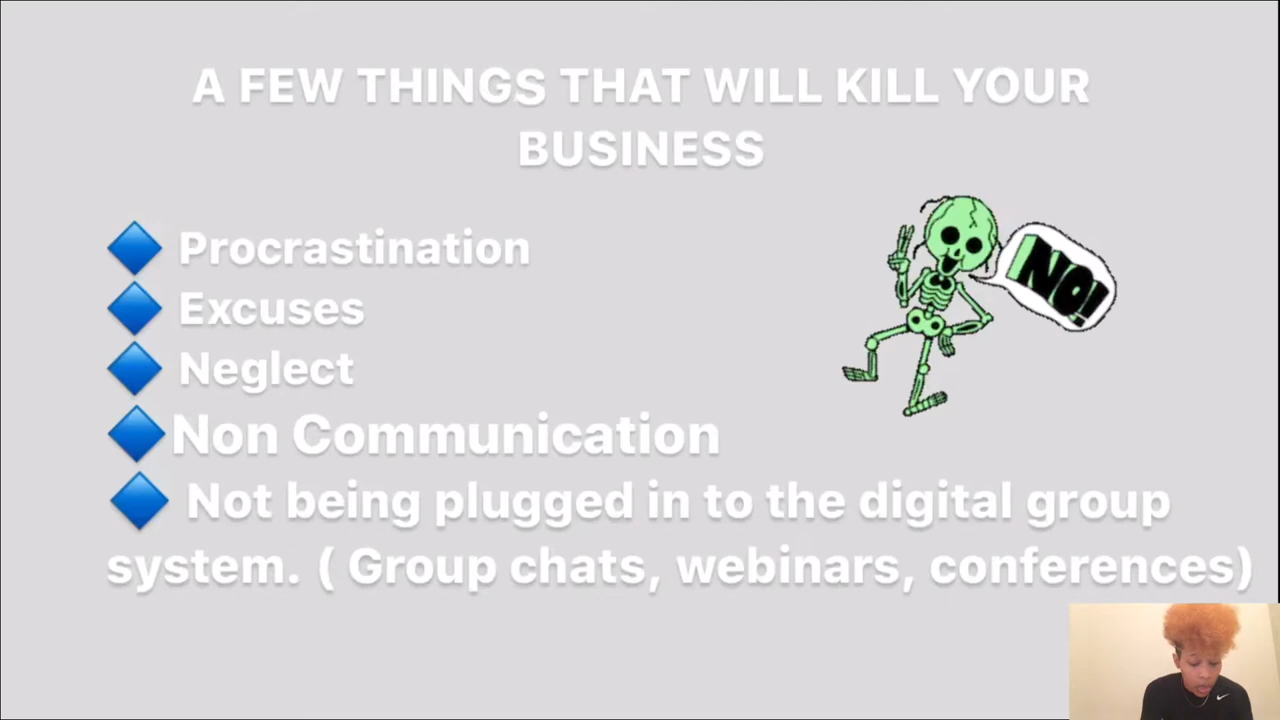 A FEW THINGS THAT WILL KILL YOUR
BUSINESS
Procrastination
NO!
Excuses
Neglect
Non Communication
Not being plugged in to the digital group
system. ( Group chats, webinars, conferences)